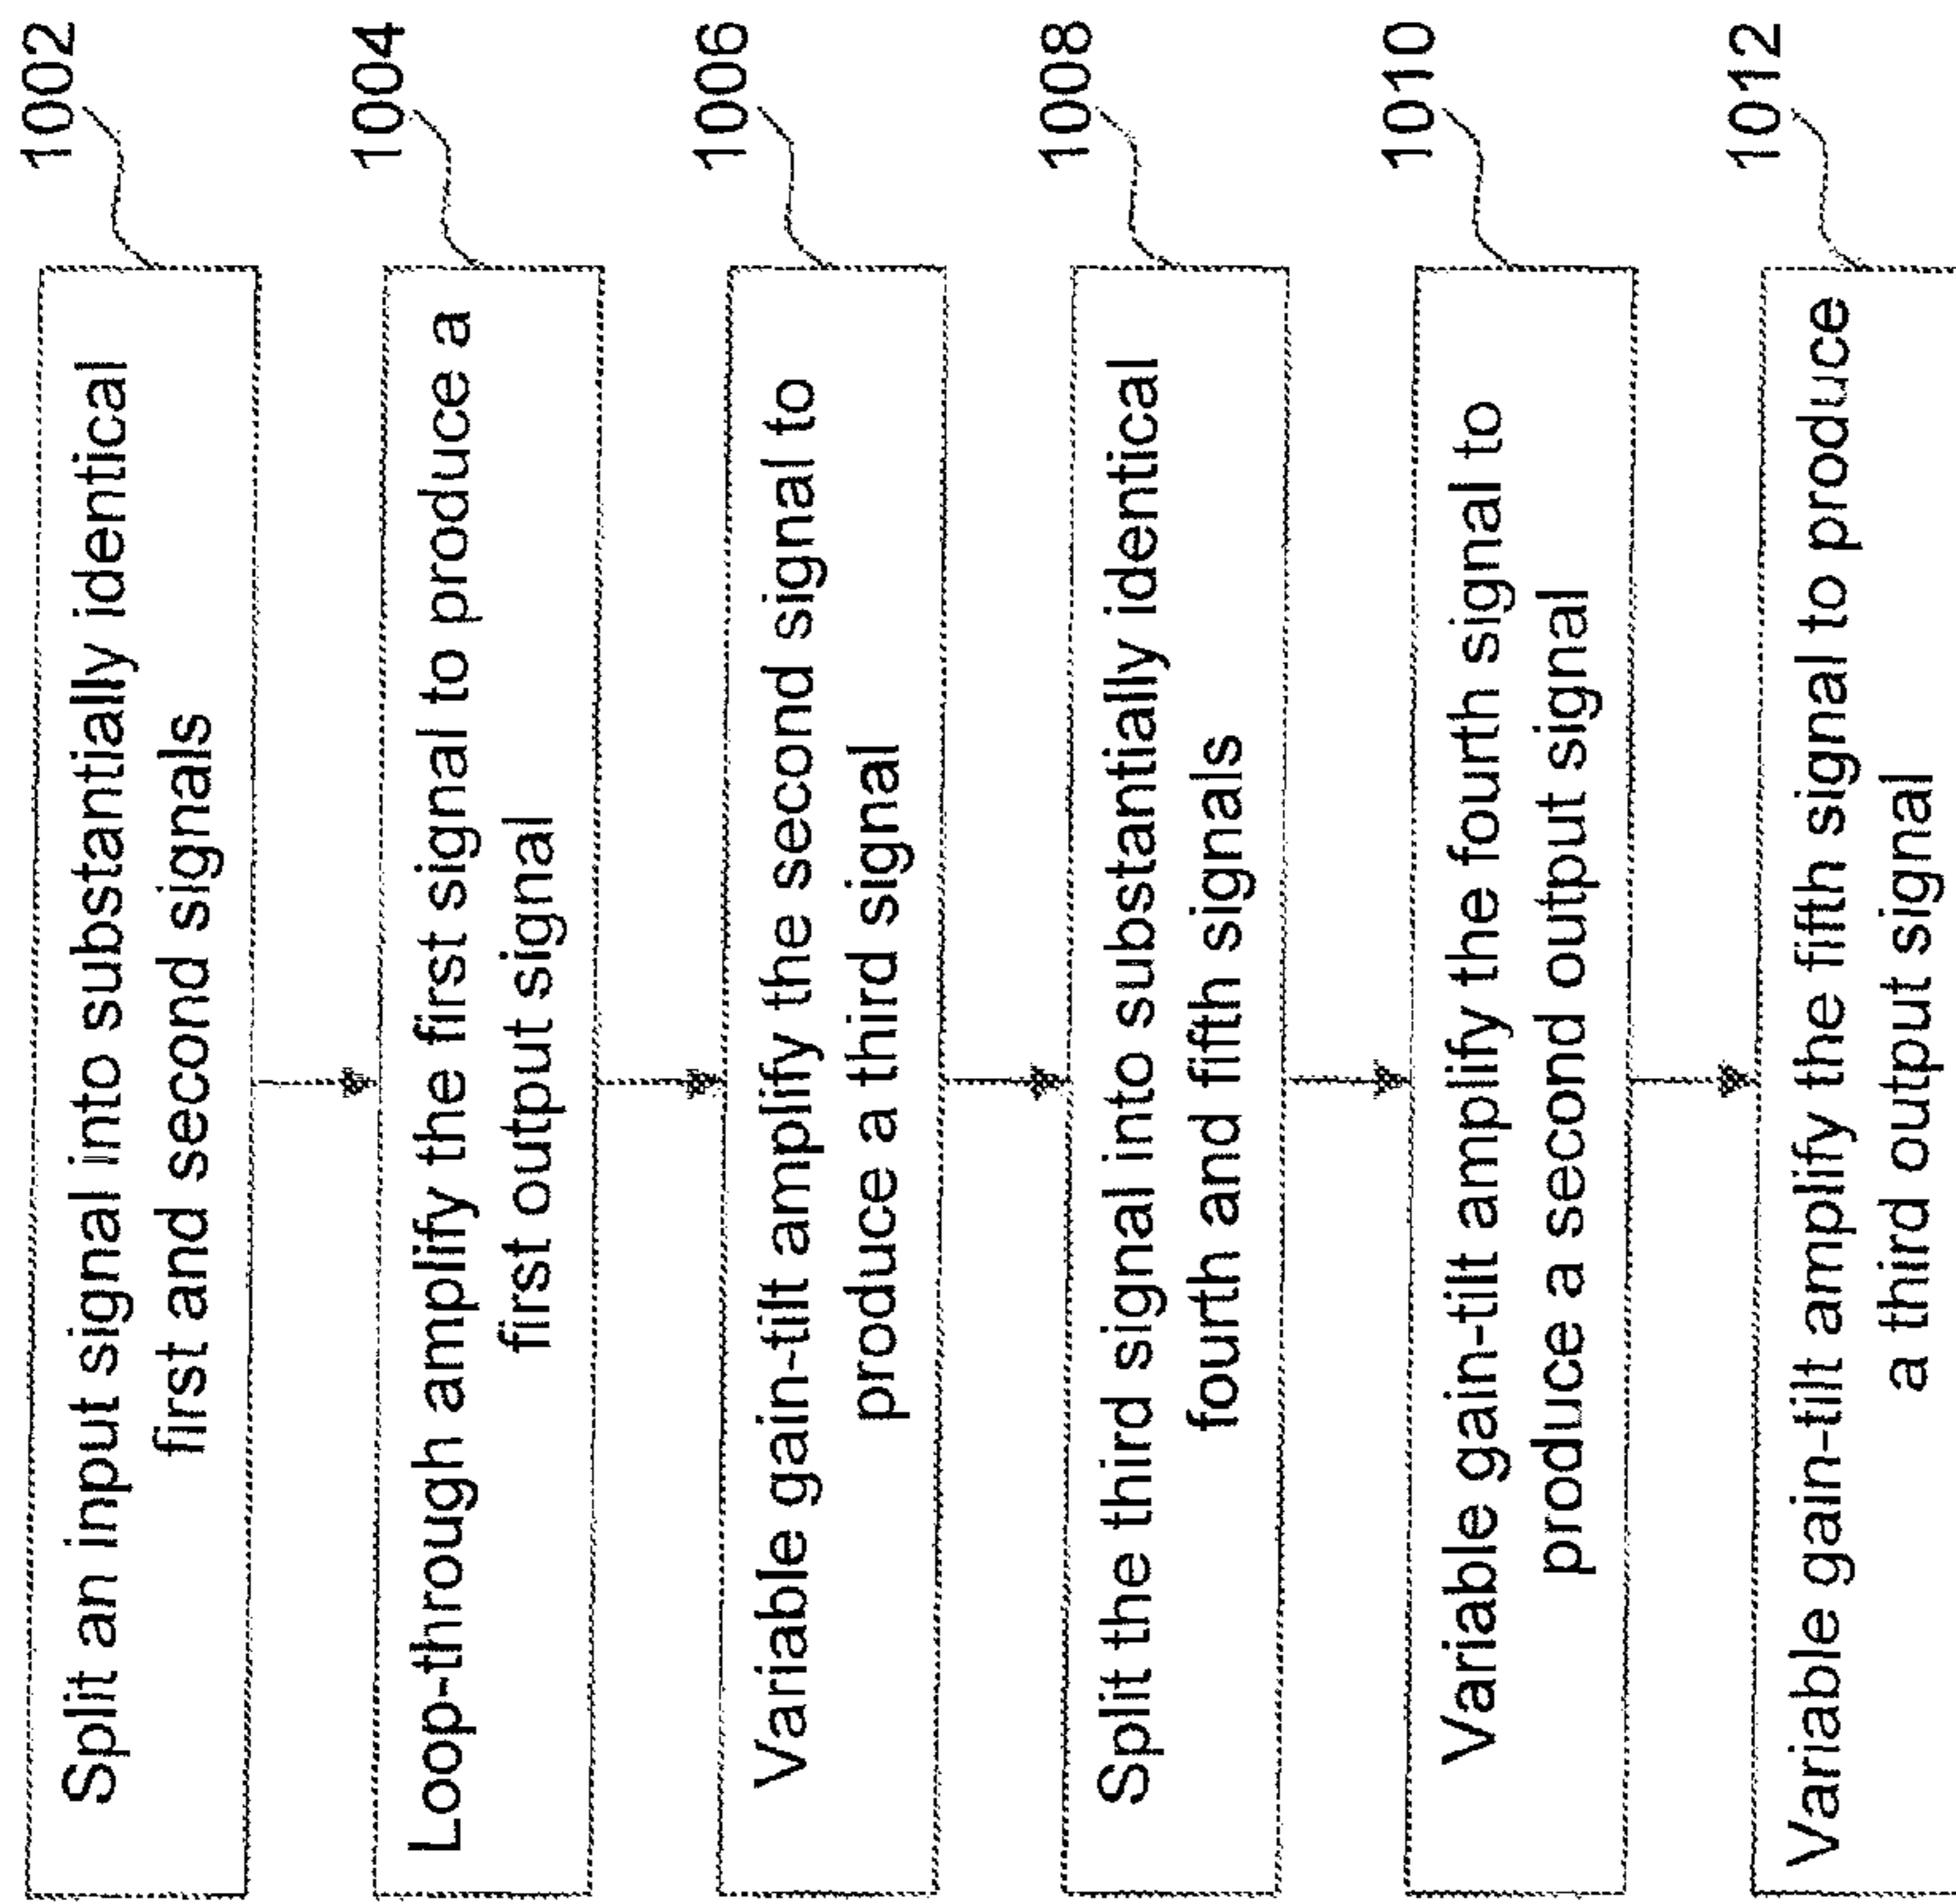 1002
Split an input signal into substantially identical
first and second signals
1004
Loop-through amplify the first signal to produce a
first output signal
1006
Variable gain-tilt amplify the second signal to
produce a third signal
1008
Split the third signal into substantially identical
fourth and fifth signals
1010
Variable gain-tilt amplify the fourth signal to
produce a second output signal
1012
Variable gain-tilt amplify the fifth signal to produce
a third output signal